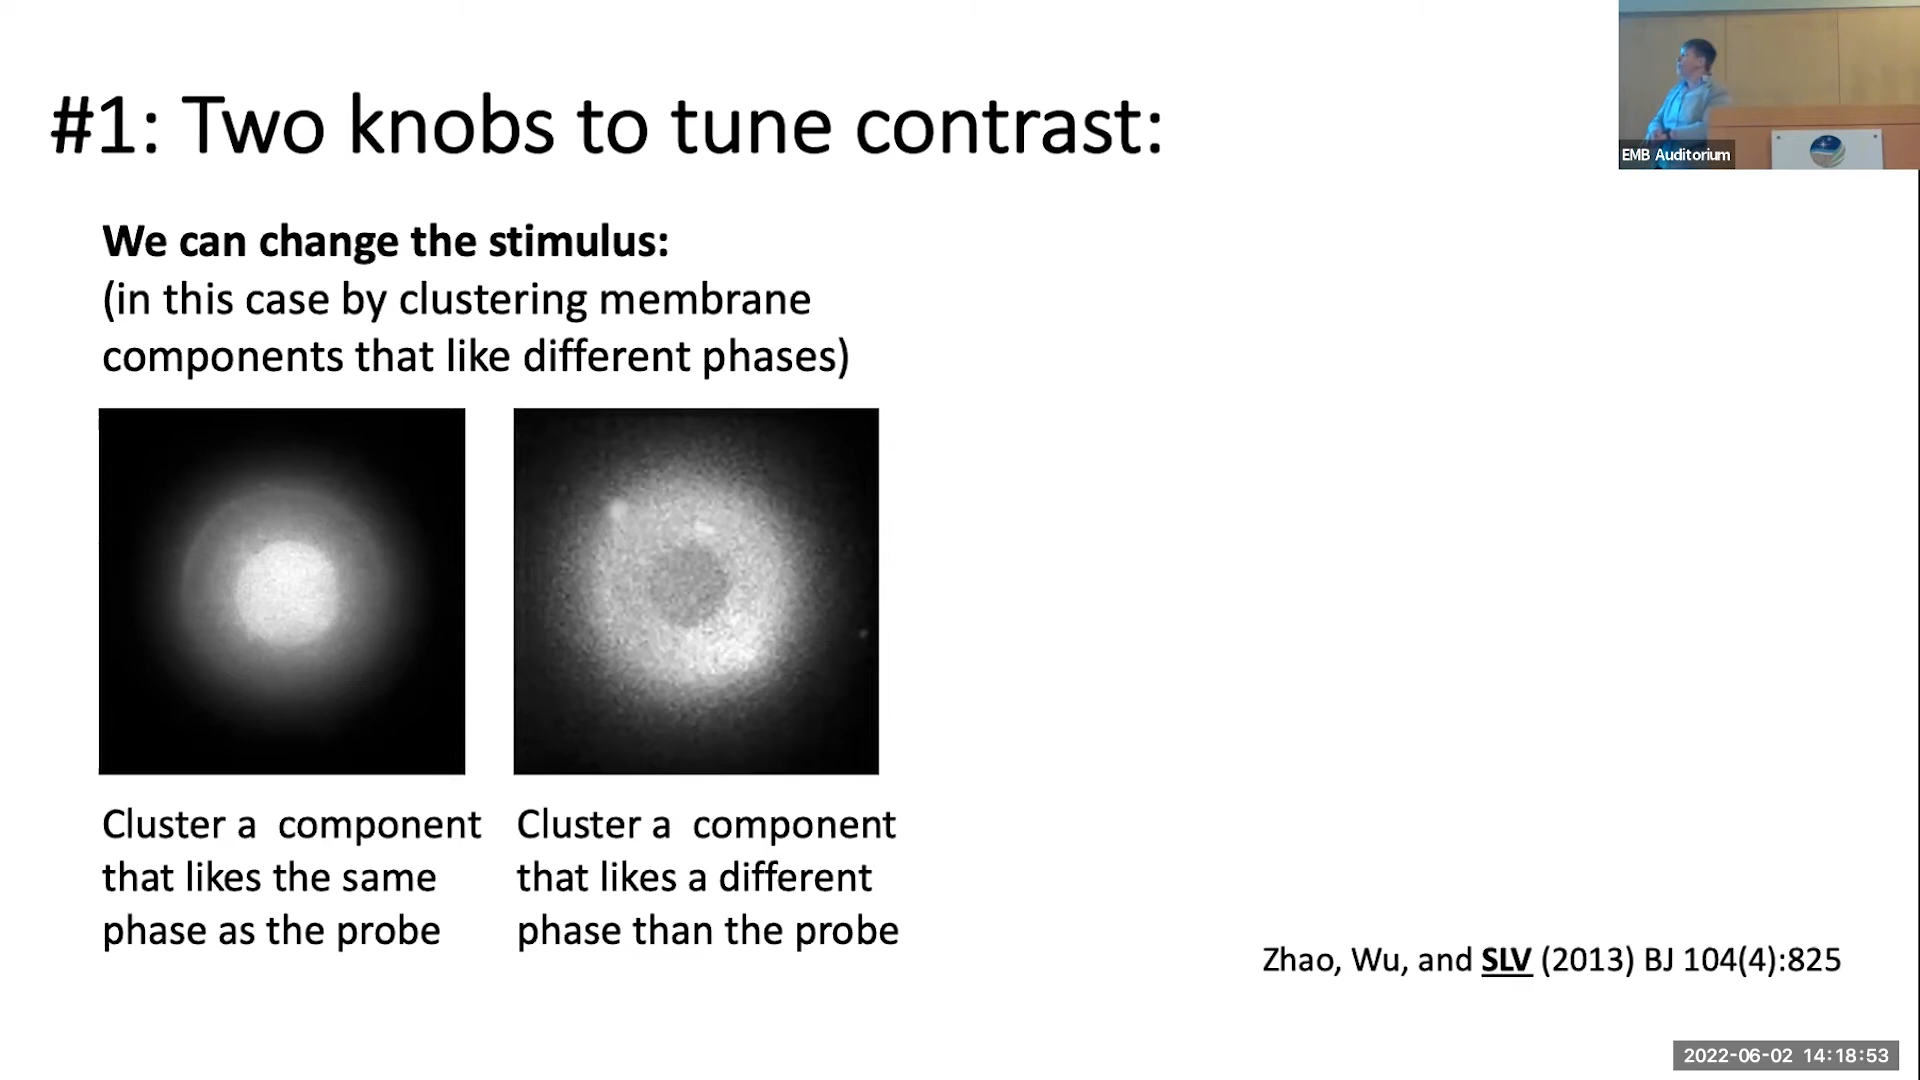 #1: Two knobs to tune contrast:
EMB Auditorium
We can change the stimulus:
(in this case by clustering membrane
components that like different phases)
Cluster a component
that likes the same
phase as the probe
Cluster a component
that likes a different
phase than the probe
Zhao, Wu, and SLV (2013) BJ 104(4):825
2022-06-02 14:18:53